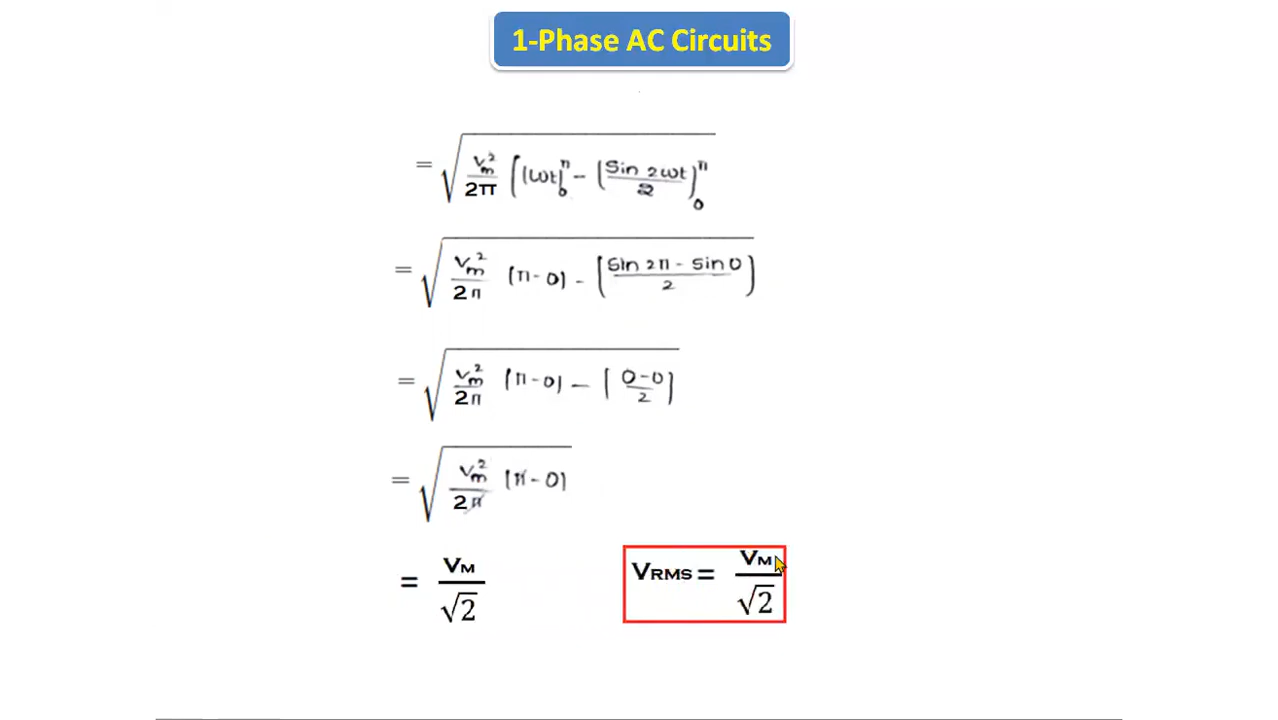 1-Phase AC Circuits
= √ Vm² / 2π [(ωt)₀^π − (Sin 2ωt / 2)₀^π
= √ Vm² / 2π (π - 0) - [Sin 2π - sin 0 / 2]
= √ Vm² / 2π (π - 0) − [0-0 / 2]
= √ Vm² / 2π (π - 0)
= VM / √2
VRMS = VM / √2